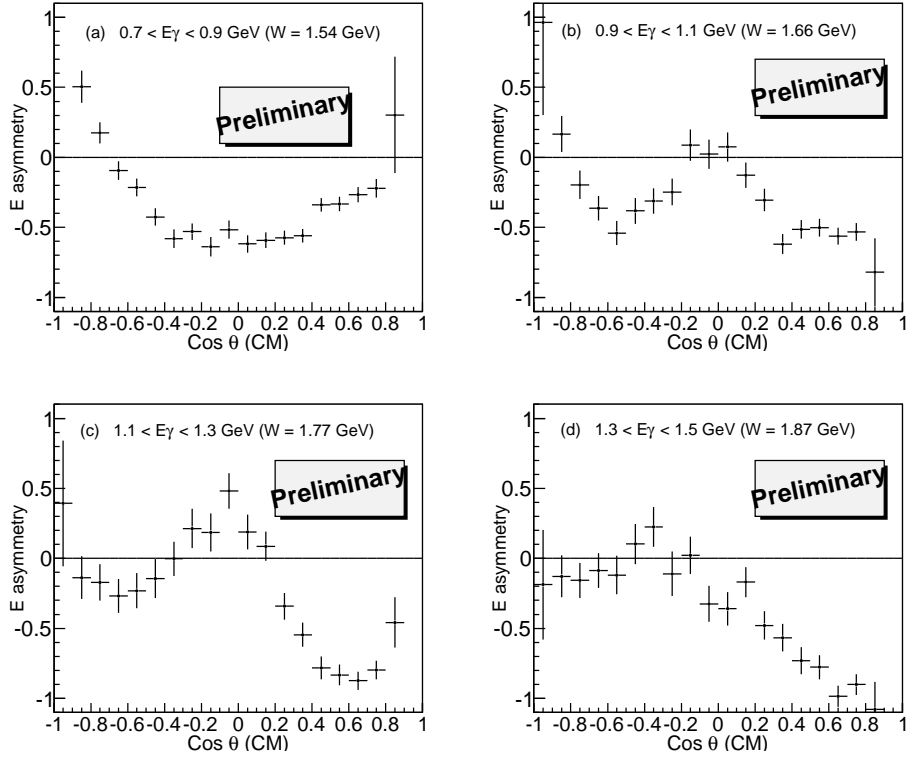 (a) 0.7 < Eγ < 0.9 GeV (W = 1.54 GeV)
Preliminary
E asymmetry
1
0.5
0
-0.5
-1
-1 -0.8 -0.6 -0.4 -0.2 0 0.2 0.4 0.6 0.8 1
Cos θ (CM)
(b) 0.9 < Eγ < 1.1 GeV (W = 1.66 GeV)
Preliminary
E asymmetry
1
0.5
0
-0.5
-1
-1 -0.8 -0.6 -0.4 -0.2 0 0.2 0.4 0.6 0.8 1
Cos θ (CM)
(c) 1.1 < Eγ < 1.3 GeV (W = 1.77 GeV)
Preliminary
E asymmetry
1
0.5
0
-0.5
-1
-1 -0.8 -0.6 -0.4 -0.2 0 0.2 0.4 0.6 0.8 1
Cos θ (CM)
(d) 1.3 < Eγ < 1.5 GeV (W = 1.87 GeV)
Preliminary
E asymmetry
1
0.5
0
-0.5
-1
-1 -0.8 -0.6 -0.4 -0.2 0 0.2 0.4 0.6 0.8 1
Cos θ (CM)